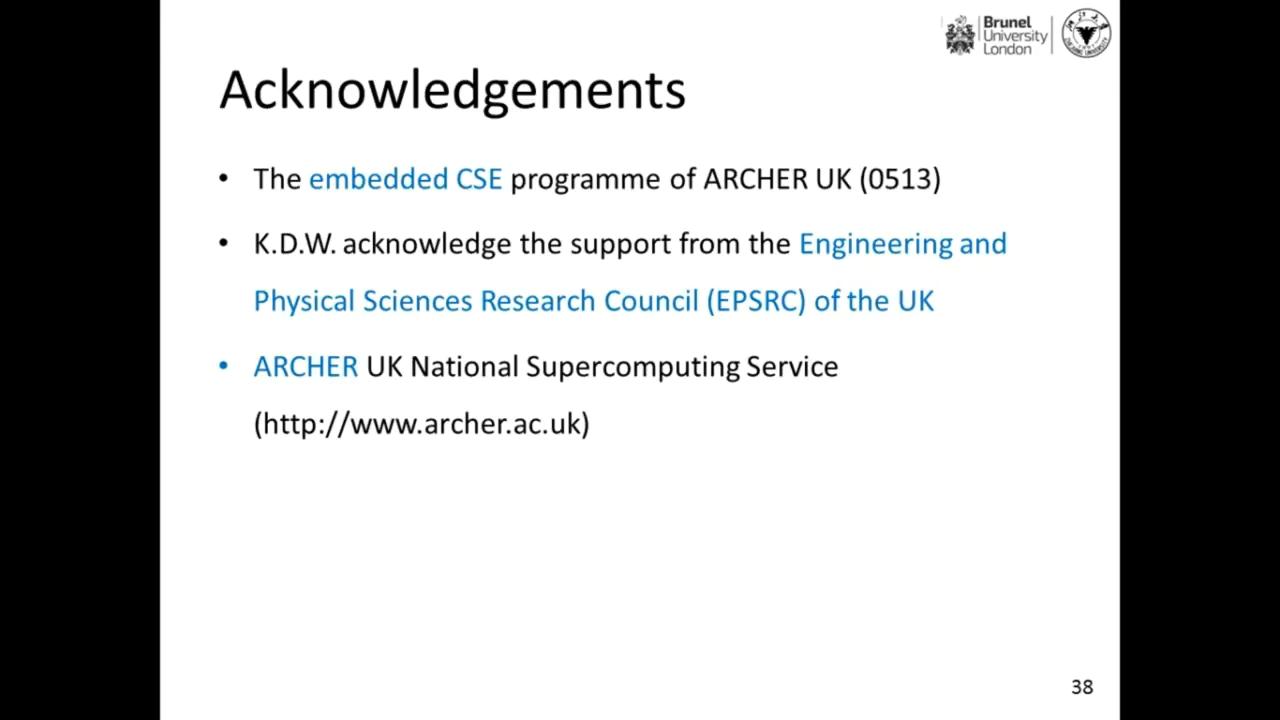 Brunel
University
London
Acknowledgements
• The embedded CSE programme of ARCHER UK (0513)
• K.D.W. acknowledge the support from the Engineering and
Physical Sciences Research Council (EPSRC) of the UK
• ARCHER UK National Supercomputing Service
(http://www.archer.ac.uk)
38